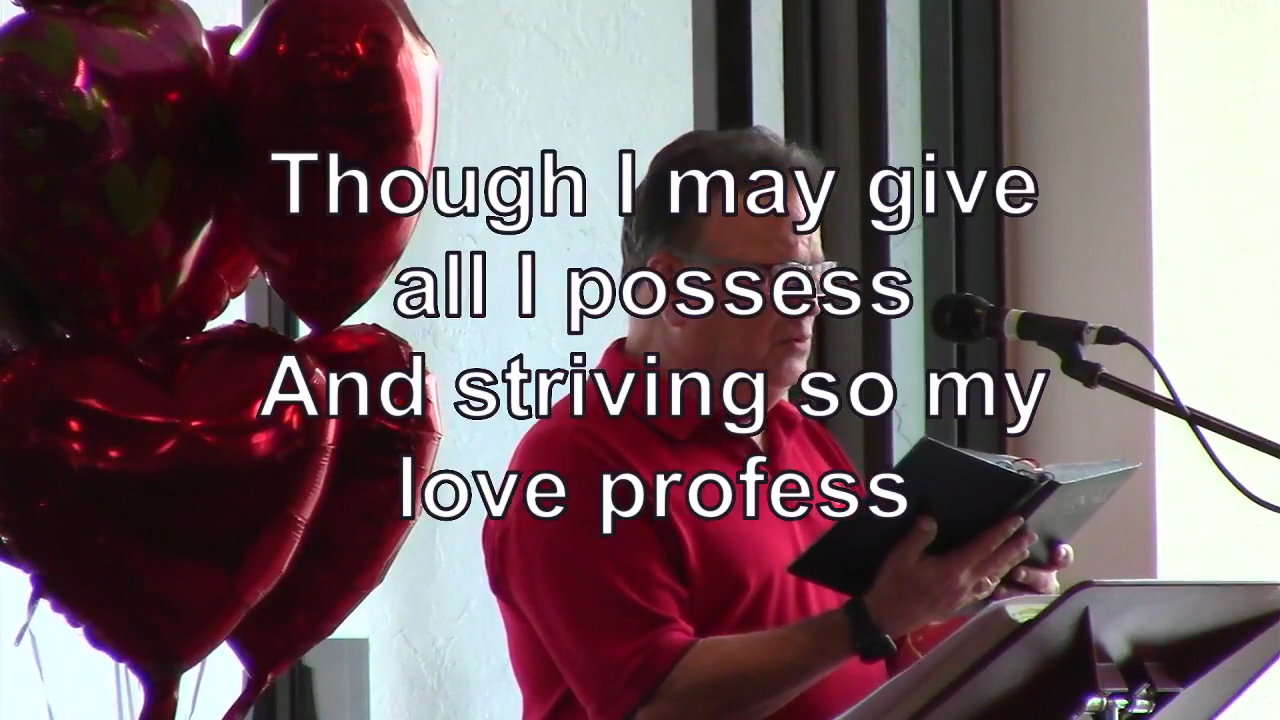 Though I may give
all I possess
And striving so my
love profess